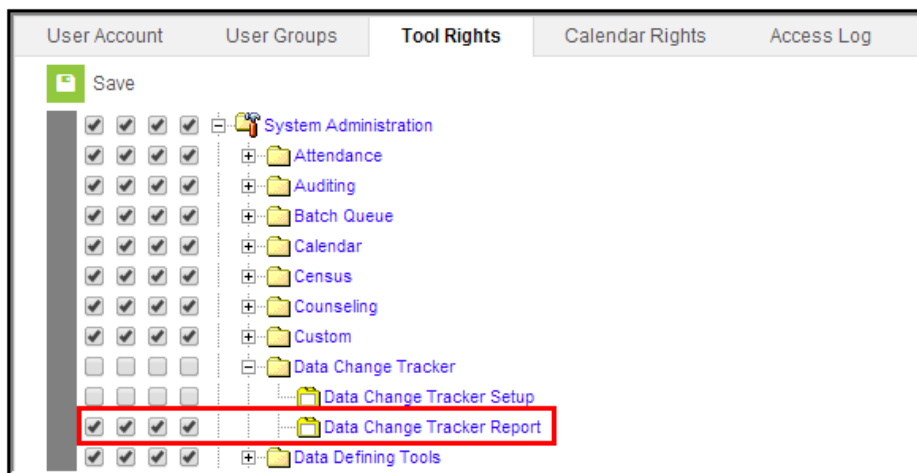 User Account User Groups Tool Rights Calendar Rights Access Log
Save
System Administration
Attendance
Auditing
Batch Queue
Calendar
Census
Counseling
Custom
Data Change Tracker
Data Change Tracker Setup
Data Change Tracker Report
Data Defining Tools